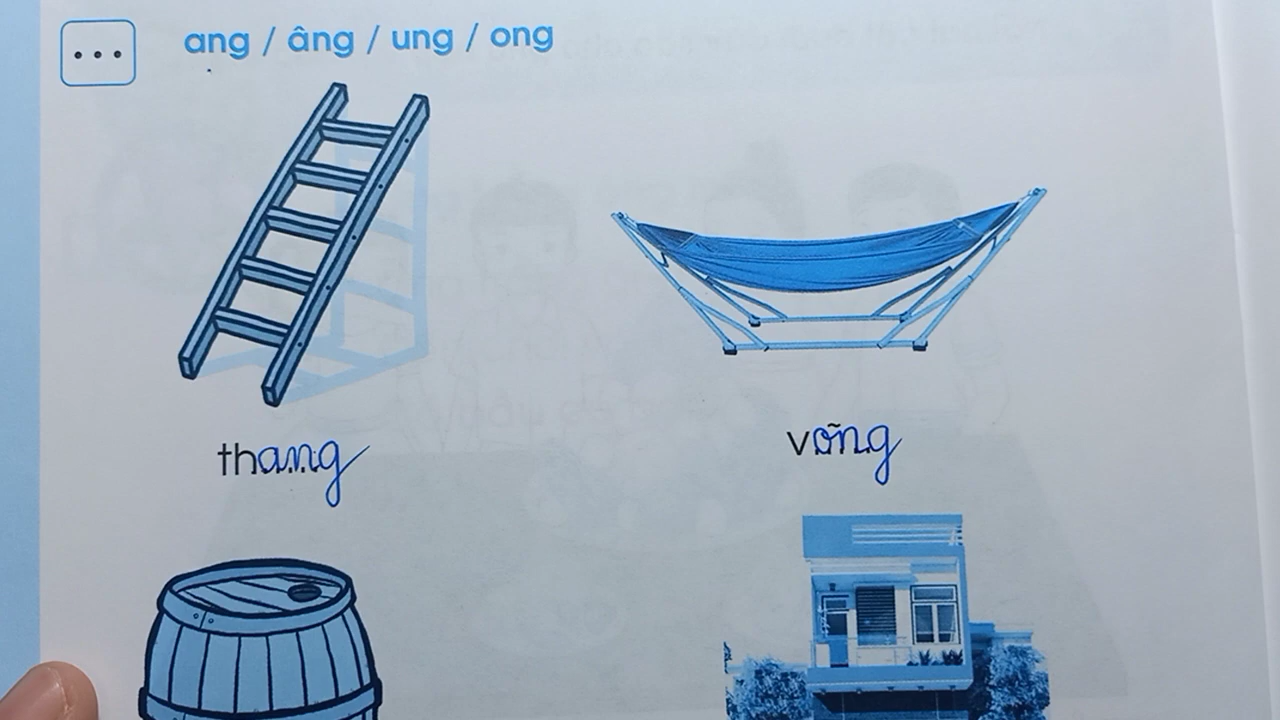 ... ang / âng / ung / ong
thang
võng